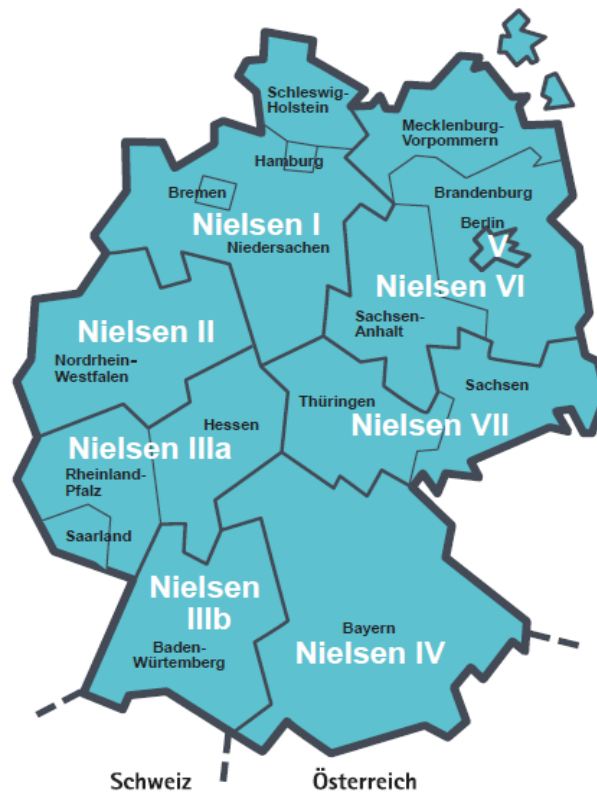 Schleswig-
Holstein
Mecklenburg-
Vorpommern
Hamburg
Bremen
Brandenburg
Berlin
Nielsen I
V
Niedersachen
Nielsen VI
Sachsen-
Anhalt
Nielsen II
Nordrhein-
Westfalen
Sachsen
Thüringen
Hessen
Nielsen VII
Nielsen IIIa
Rheinland-
Pfalz
Saarland
Nielsen
IIIb
Bayern
Baden-
Würtemberg
Nielsen IV
Schweiz
Österreich